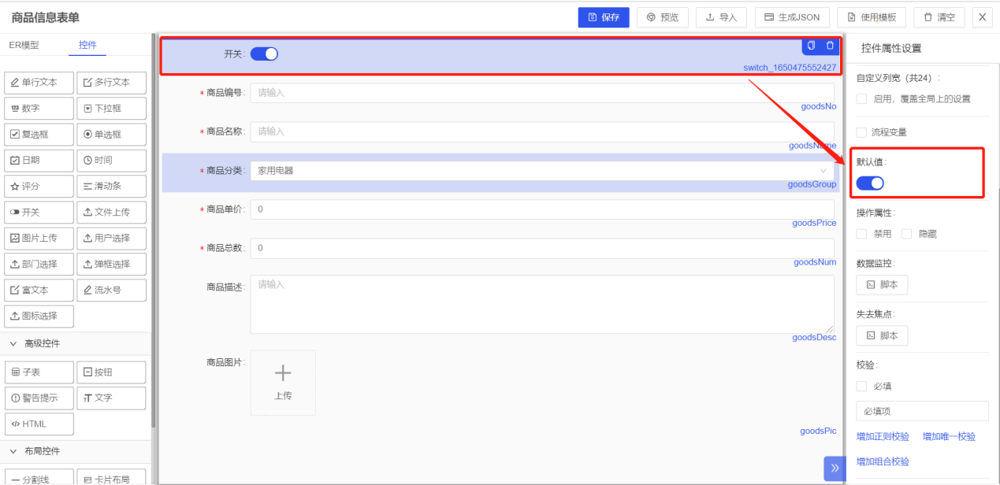 商品信息表单
保存 预览 导入 生成JSON 使用模板 清空 X
ER模型 控件
单行文本 多行文本
数字 下拉框
复选框 单选框
日期 时间
评分 滑动条
开关 文件上传
图片上传 用户选择
部门选择 弹框选择
富文本 流水号
图标选择
高级控件
子表 按钮
警告提示 文字
HTML
布局控件
分割线 卡片布局
开关:
switch_1650475552427
* 商品编号: 请输入
goodsNo
* 商品名称: 请输入
goodsName
* 商品分类: 家用电器
goodsGroup
* 商品单价: 0
goodsPrice
* 商品总数: 0
goodsNum
商品描述: 请输入
goodsDesc
商品图片:
上传
goodsPic
控件属性设置
自定义列宽（共24）:
启用，覆盖全局上的设置
流程变量
默认值:
操作属性:
禁用 隐藏
数据监控:
脚本
失去焦点:
脚本
校验:
必填
必填项
增加正则校验 增加唯一校验
增加组合校验